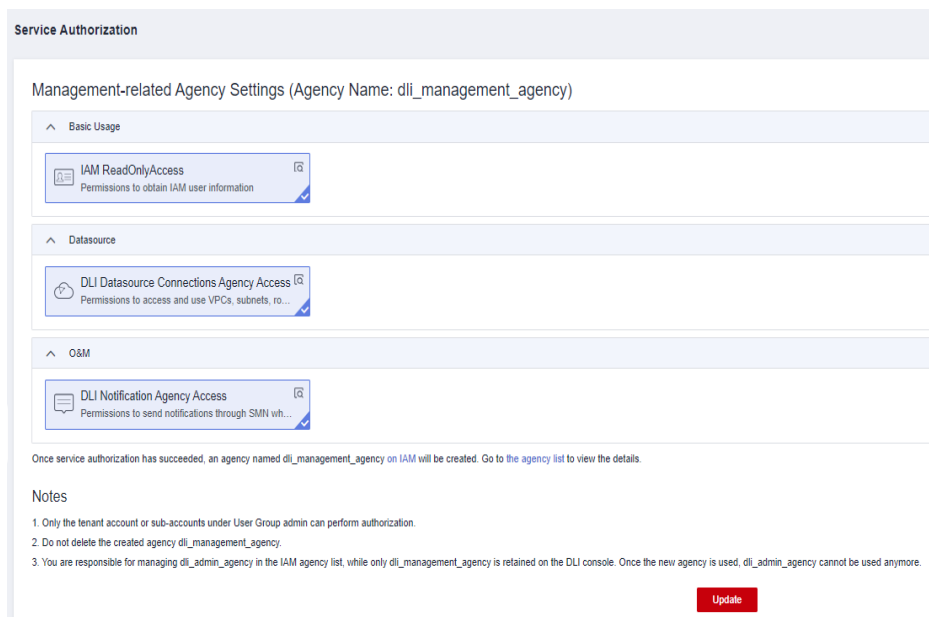 Service Authorization
Management-related Agency Settings (Agency Name: dli_management_agency)
Basic Usage
IAM ReadOnlyAccess
Permissions to obtain IAM user information
Datasource
DLI Datasource Connections Agency Access
Permissions to access and use VPCs, subnets, ro...
O&M
DLI Notification Agency Access
Permissions to send notifications through SMN wh...
Once service authorization has succeeded, an agency named dli_management_agency on IAM will be created. Go to the agency list to view the details.
Notes
1. Only the tenant account or sub-accounts under User Group admin can perform authorization.
2. Do not delete the created agency dli_management_agency.
3. You are responsible for managing dli_admin_agency in the IAM agency list, while only dli_management_agency is retained on the DLI console. Once the new agency is used, dli_admin_agency cannot be used anymore.
Update